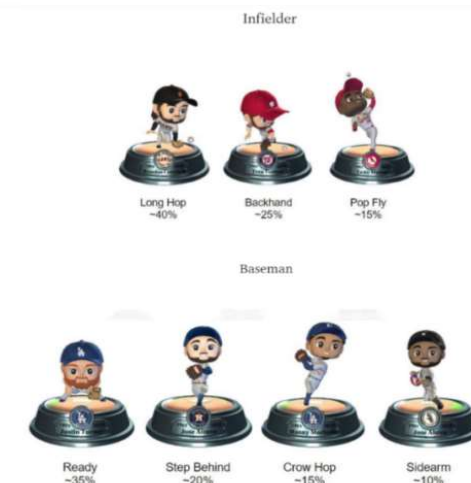 Infielder
Long Hop
~40%
Backhand
~25%
Pop Fly
~15%
Baseman
Ready
~35%
Step Behind
~20%
Crow Hop
~15%
Sidearm
~10%